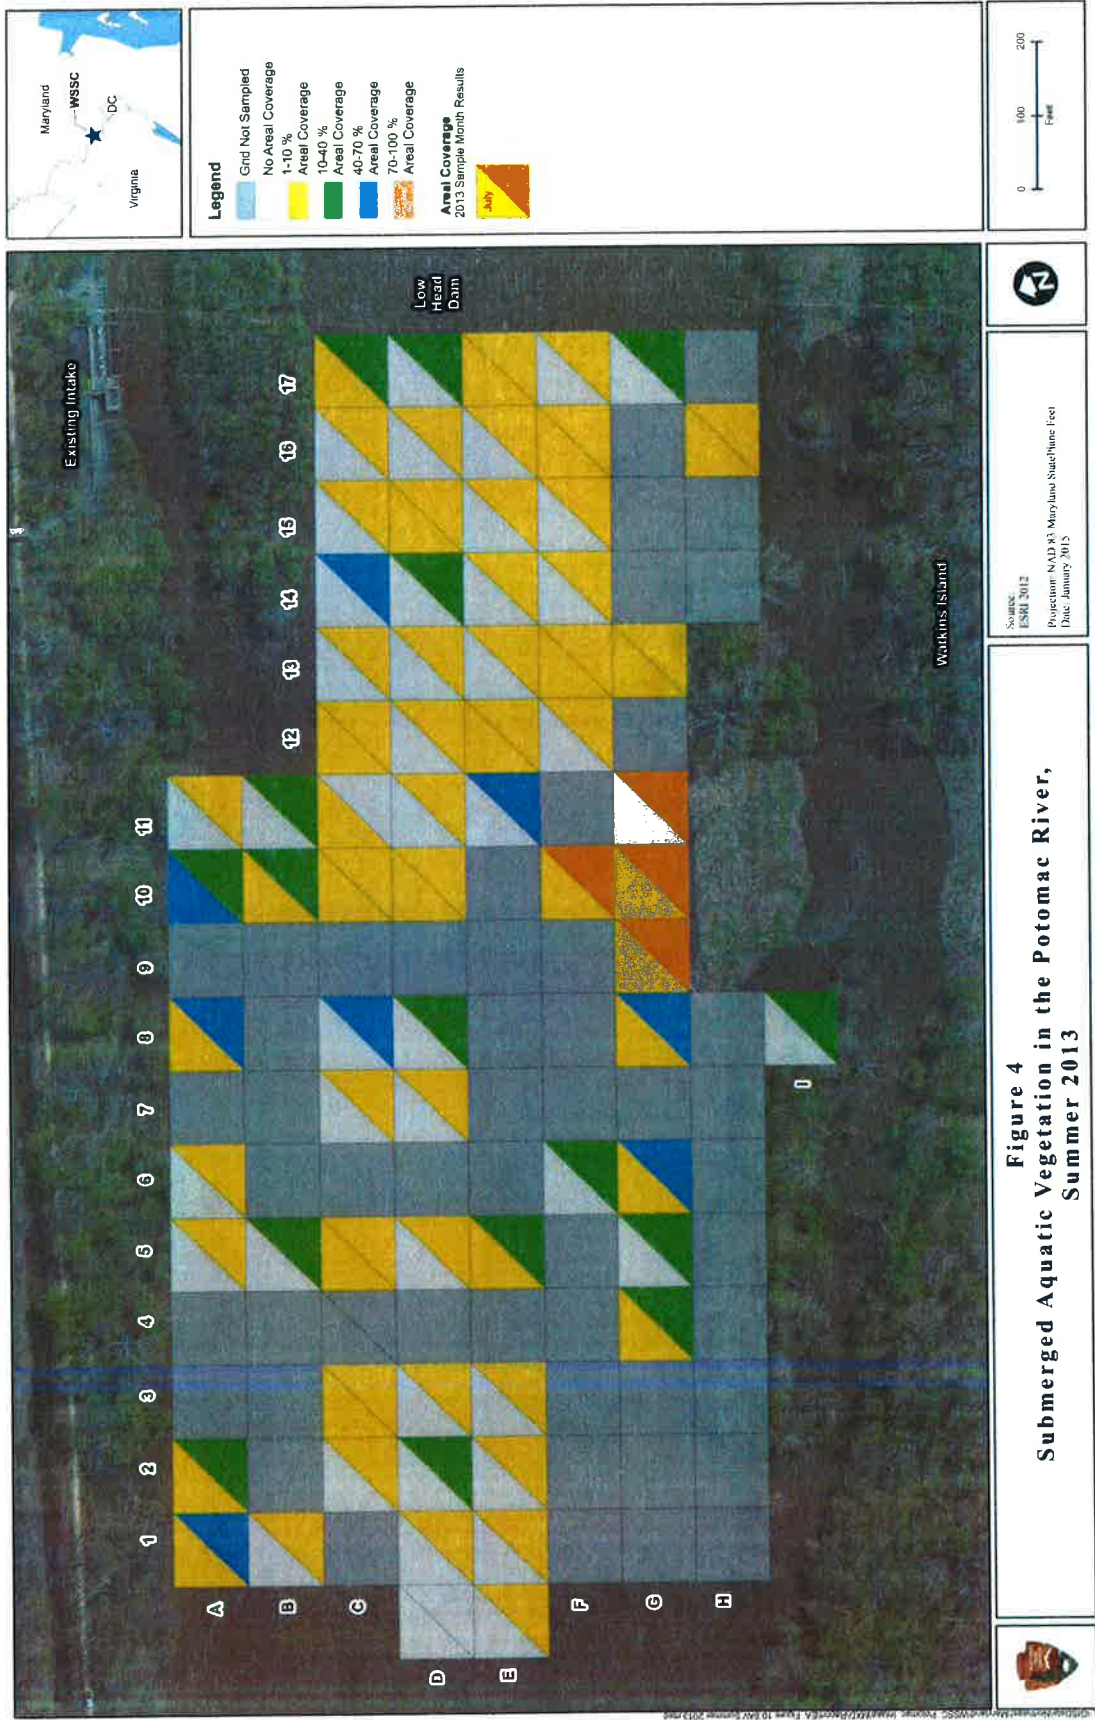 Maryland
WSSC
DC
Virginia
Legend
Grid Not Sampled
No Areal Coverage
1-10 %
Areal Coverage
10-40 %
Areal Coverage
40-70 %
Areal Coverage
70-100 %
Areal Coverage
Areal Coverage
2013 Sample Month Results
July
0 100 200
Feet
N
Existing Intake
Low
Head
Dam
Watkins Island
1 2 3 4 5 6 7 8 9 10 11
12 13 14 15 16 17
A
B
C
D
E
F
G
H
I
Source:
ESRI 2012
Projection: NAD 83 Maryland StatePlane Feet
Date: January 2015
Figure 4
Submerged Aquatic Vegetation in the Potomac River,
Summer 2013